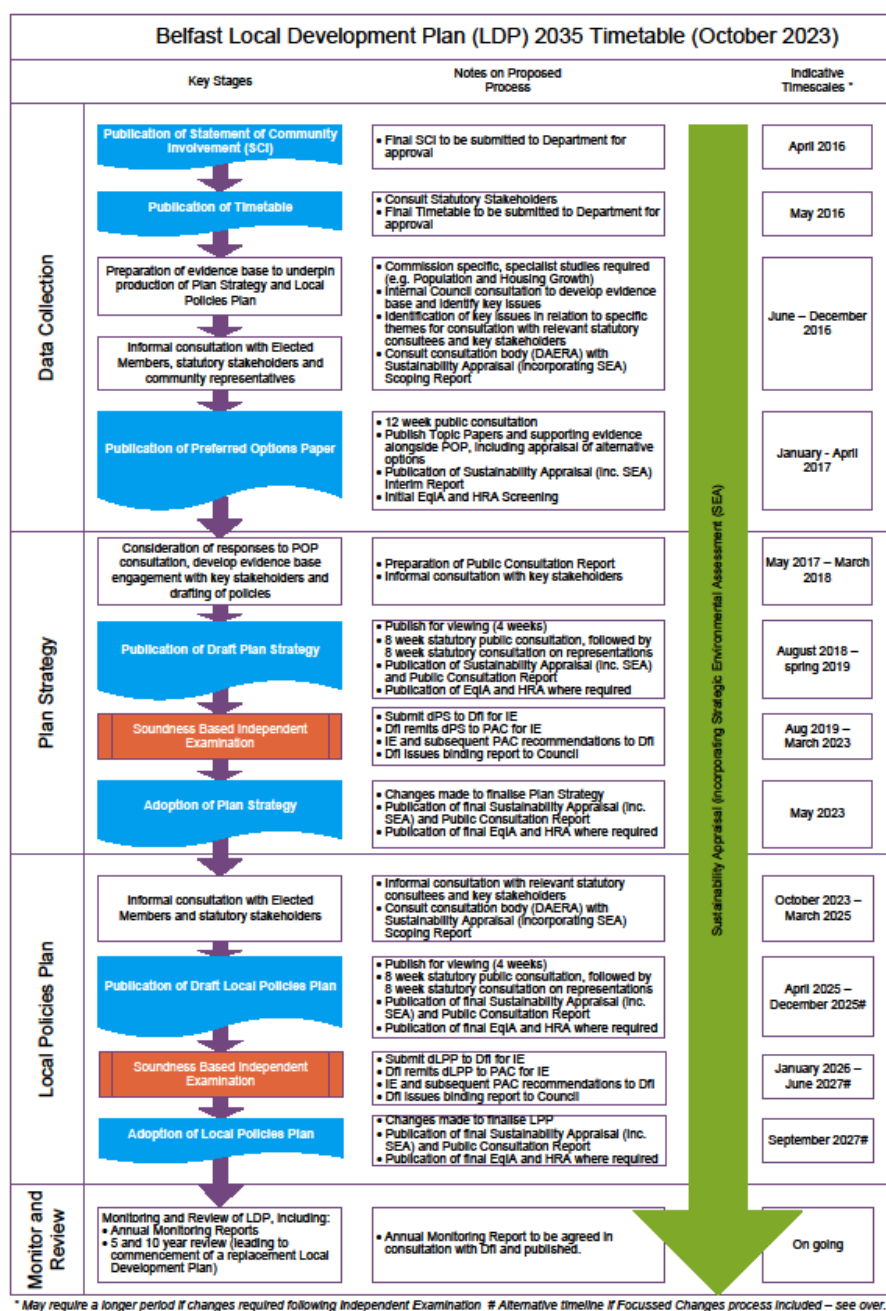 Belfast Local Development Plan (LDP) 2035 Timetable (October 2023)
Key Stages
Notes on Proposed
Process
Indicative
Timescales *
Data Collection
Publication of Statement of Community
Involvement (SCI)
• Final SCI to be submitted to Department for
approval
April 2016
Publication of Timetable
• Consult Statutory Stakeholders
• Final Timetable to be submitted to Department for
approval
May 2016
Preparation of evidence base to underpin
production of Plan Strategy and Local
Policies Plan
Informal consultation with Elected
Members, statutory stakeholders and
community representatives
• Commission specific, specialist studies required
(e.g. Population and Housing Growth)
• Internal Council consultation to develop evidence
base and identify key issues
• Identification of key issues in relation to specific
themes for consultation with relevant statutory
consultees and key stakeholders
• Consult consultation body (DAERA) with
Sustainability Appraisal (incorporating SEA)
Scoping Report
June – December
2016
Publication of Preferred Options Paper
• 12 week public consultation
• Publish Topic Papers and supporting evidence
alongside POP, including appraisal of alternative
options
• Publication of Sustainability Appraisal (Inc. SEA)
Interim Report
• Initial EqIA and HRA Screening
January - April
2017
Plan Strategy
Consideration of responses to POP
consultation, develop evidence base
engagement with key stakeholders and
drafting of policies
• Preparation of Public Consultation Report
• Informal consultation with key stakeholders
May 2017 – March
2018
Publication of Draft Plan Strategy
• Publish for viewing (4 weeks)
• 8 week statutory public consultation, followed by
8 week statutory consultation on representations
• Publication of Sustainability Appraisal (Inc. SEA)
and Public Consultation Report
• Publication of EqIA and HRA where required
August 2018 –
spring 2019
Soundness Based Independent
Examination
• Submit dPS to DfI for IE
• DfI remits dPS to PAC for IE
• IE and subsequent PAC recommendations to DfI
• DfI issues binding report to Council
Aug 2019 –
March 2023
Adoption of Plan Strategy
• Changes made to finalise Plan Strategy
• Publication of final Sustainability Appraisal (Inc.
SEA) and Public Consultation Report
• Publication of final EqIA and HRA where required
May 2023
Local Policies Plan
Informal consultation with Elected
Members and statutory stakeholders
• Informal consultation with relevant statutory
consultees and key stakeholders
• Consult consultation body (DAERA) with
Sustainability Appraisal (incorporating SEA)
Scoping Report
October 2023 –
March 2025
Publication of Draft Local Policies Plan
• Publish for viewing (4 weeks)
• 8 week statutory public consultation, followed by
8 week statutory consultation on representations
• Publication of final Sustainability Appraisal (Inc.
SEA) and Public Consultation Report
• Publication of final EqIA and HRA where required
April 2025 –
December 2025#
Soundness Based Independent
Examination
• Submit dLPP to DfI for IE
• DfI remits dLPP to PAC for IE
• IE and subsequent PAC recommendations to DfI
• DfI issues binding report to Council
January 2026 –
June 2027#
Adoption of Local Policies Plan
• Changes made to finalise LPP
• Publication of final Sustainability Appraisal (Inc.
SEA) and Public Consultation Report
• Publication of final EqIA and HRA where required
September 2027#
Monitor and
Review
Monitoring and Review of LDP, including:
• Annual Monitoring Reports
• 5 and 10 year review (leading to
commencement of a replacement Local
Development Plan)
• Annual Monitoring Report to be agreed in
consultation with DfI and published.
On going
Sustainability Appraisal (incorporating Strategic Environmental Assessment (SEA)
* May require a longer period if changes required following Independent Examination # Alternative timeline if Focussed Changes process included – see over.